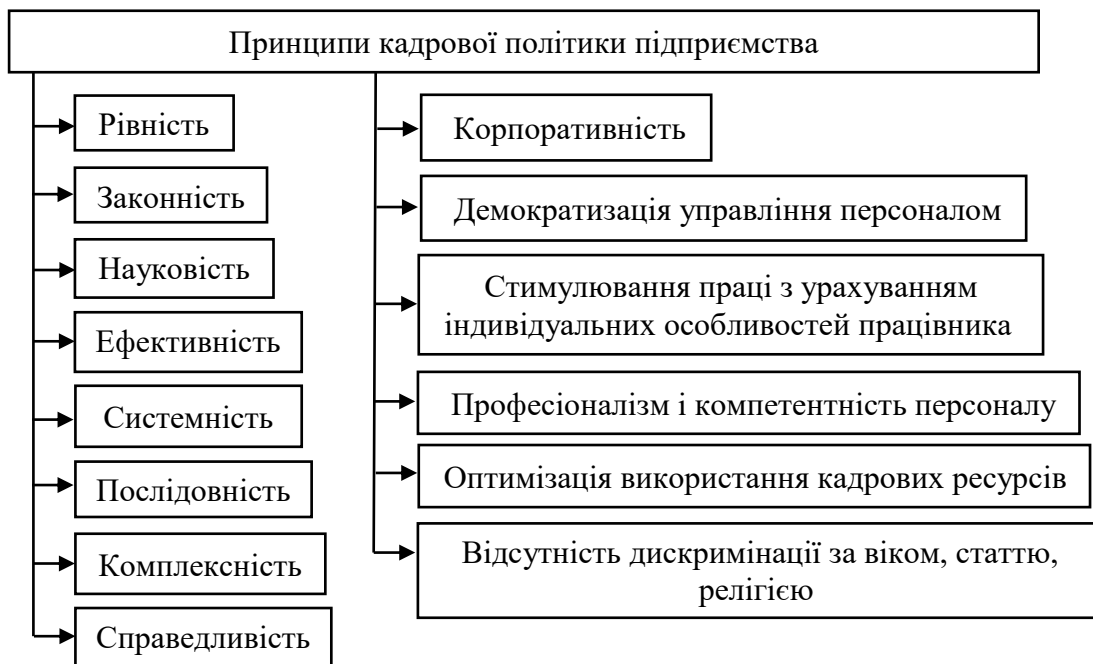 Принципи кадрової політики підприємства
Рівність
Законність
Науковість
Ефективність
Системність
Послідовність
Комплексність
Справедливість
Корпоративність
Демократизація управління персоналом
Стимулювання праці з урахуванням
індивідуальних особливостей працівника
Професіоналізм і компетентність персоналу
Оптимізація використання кадрових ресурсів
Відсутність дискримінації за віком, статтю,
релігією